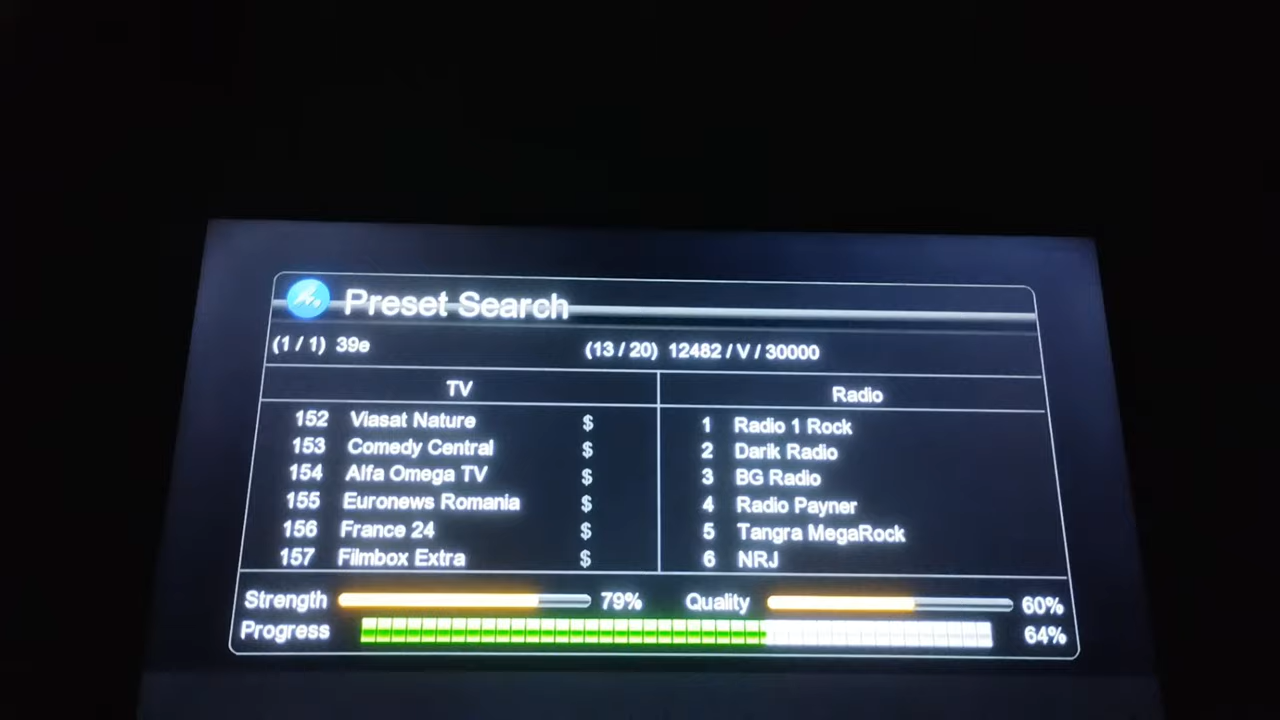 Preset Search
(1 / 1) 39e (13 / 20) 12482 / V / 30000
TV Radio
152 Viasat Nature $ 1 Radio 1 Rock
153 Comedy Central $ 2 Darik Radio
154 Alfa Omega TV $ 3 BG Radio
155 Euronews Romania $ 4 Radio Payner
156 France 24 $ 5 Tangra MegaRock
157 Filmbox Extra $ 6 NRJ
Strength 79% Quality 60%
Progress 64%